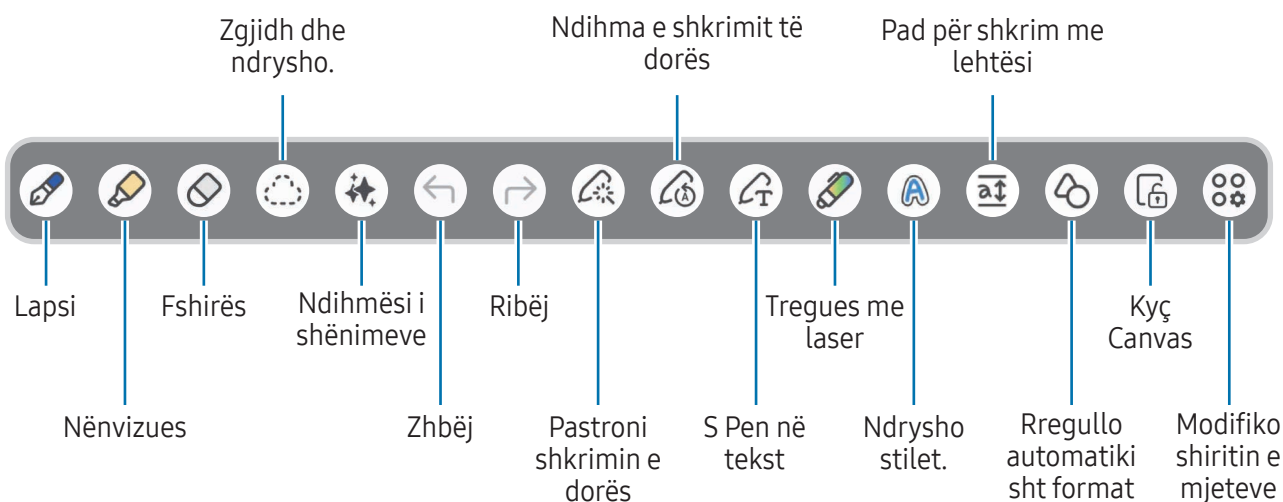 Zgjidh dhe
ndrysho.
Ndihma e shkrimit të
dorës
Pad për shkrim me
lehtësi
Lapsi
Fshirës
Ndihmësi i
shënimeve
Ribëj
Tregues me
laser
Kyç
Canvas
Nënvizues
Zhbëj
Pastroni
shkrimin e
dorës
S Pen në
tekst
Ndrysho
stilet.
Rregullo
automatiki
sht format
Modifiko
shiritin e
mjeteve